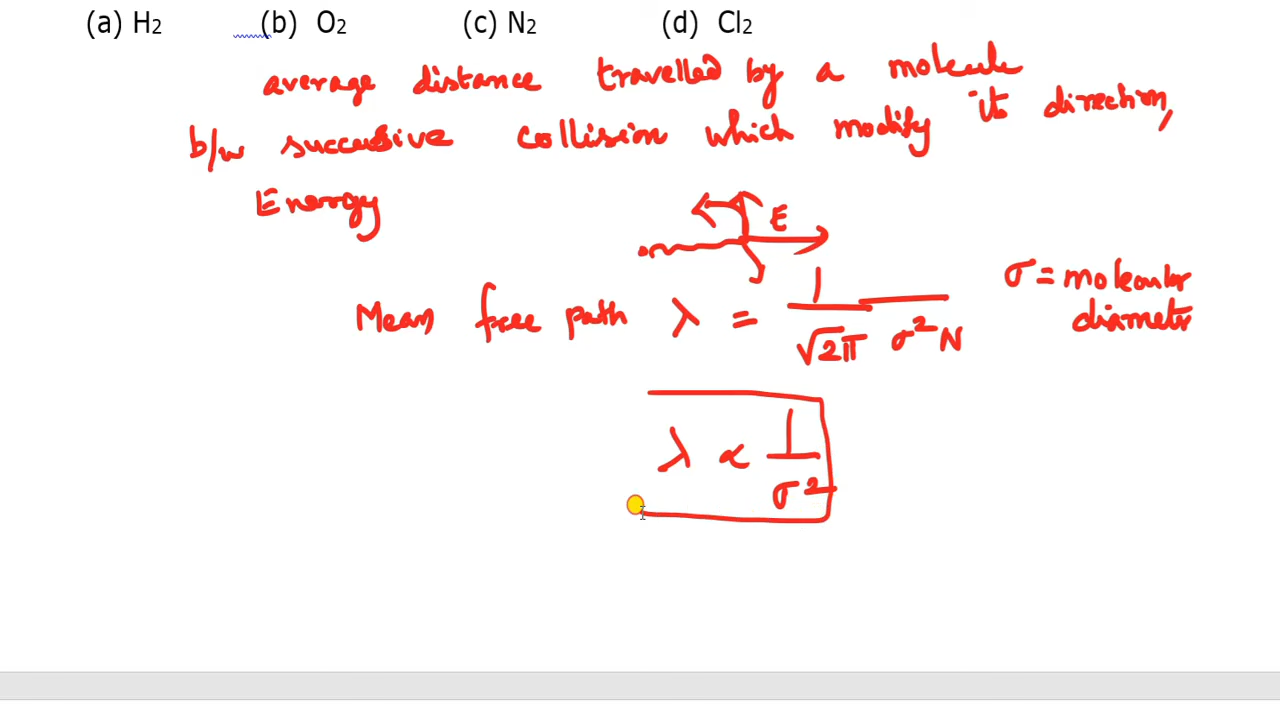 (a) H2 (b) O2 (c) N2 (d) Cl2
average distance travelled by a molecule
b/w successive collision which modify its direction,
Energy
E
Mean free path λ = 1/√2π σ²N σ = molecular diameter
λ ∝ 1/σ²